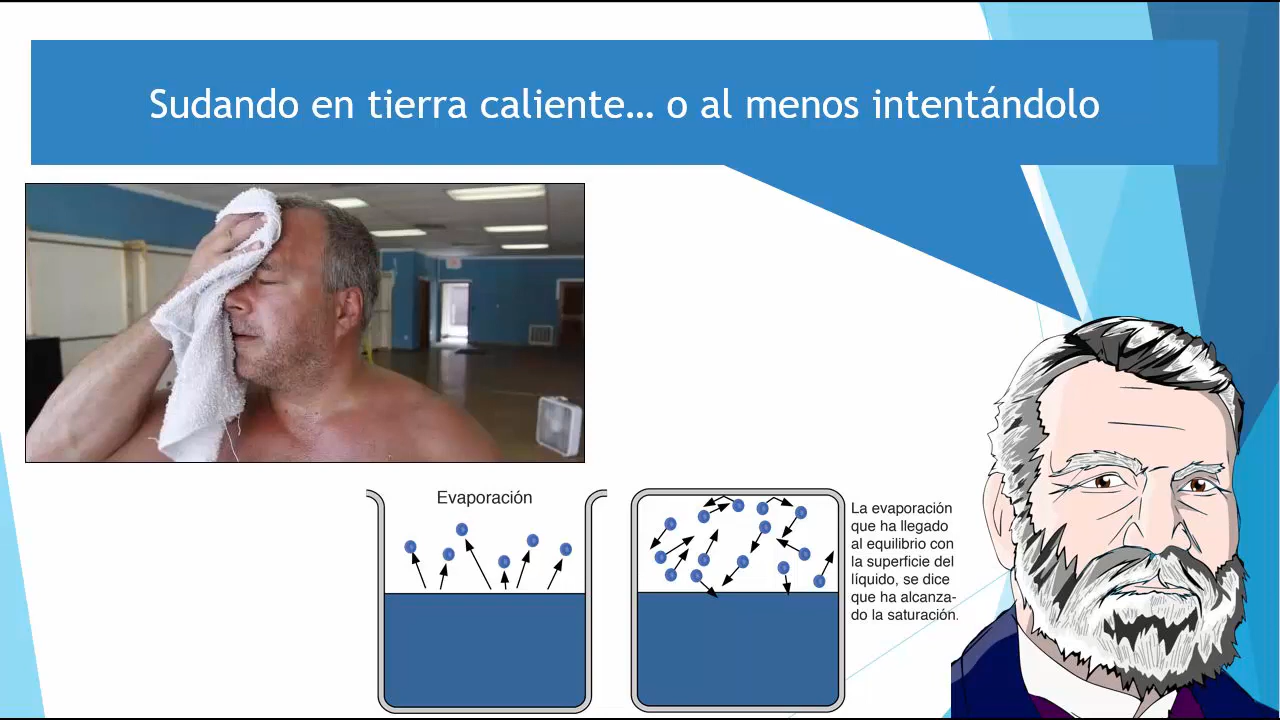 Sudando en tierra caliente… o al menos intentándolo
Evaporación
La evaporación
que ha llegado
al equilibrio con
la superficie del
líquido, se dice
que ha alcanza-
do la saturación.